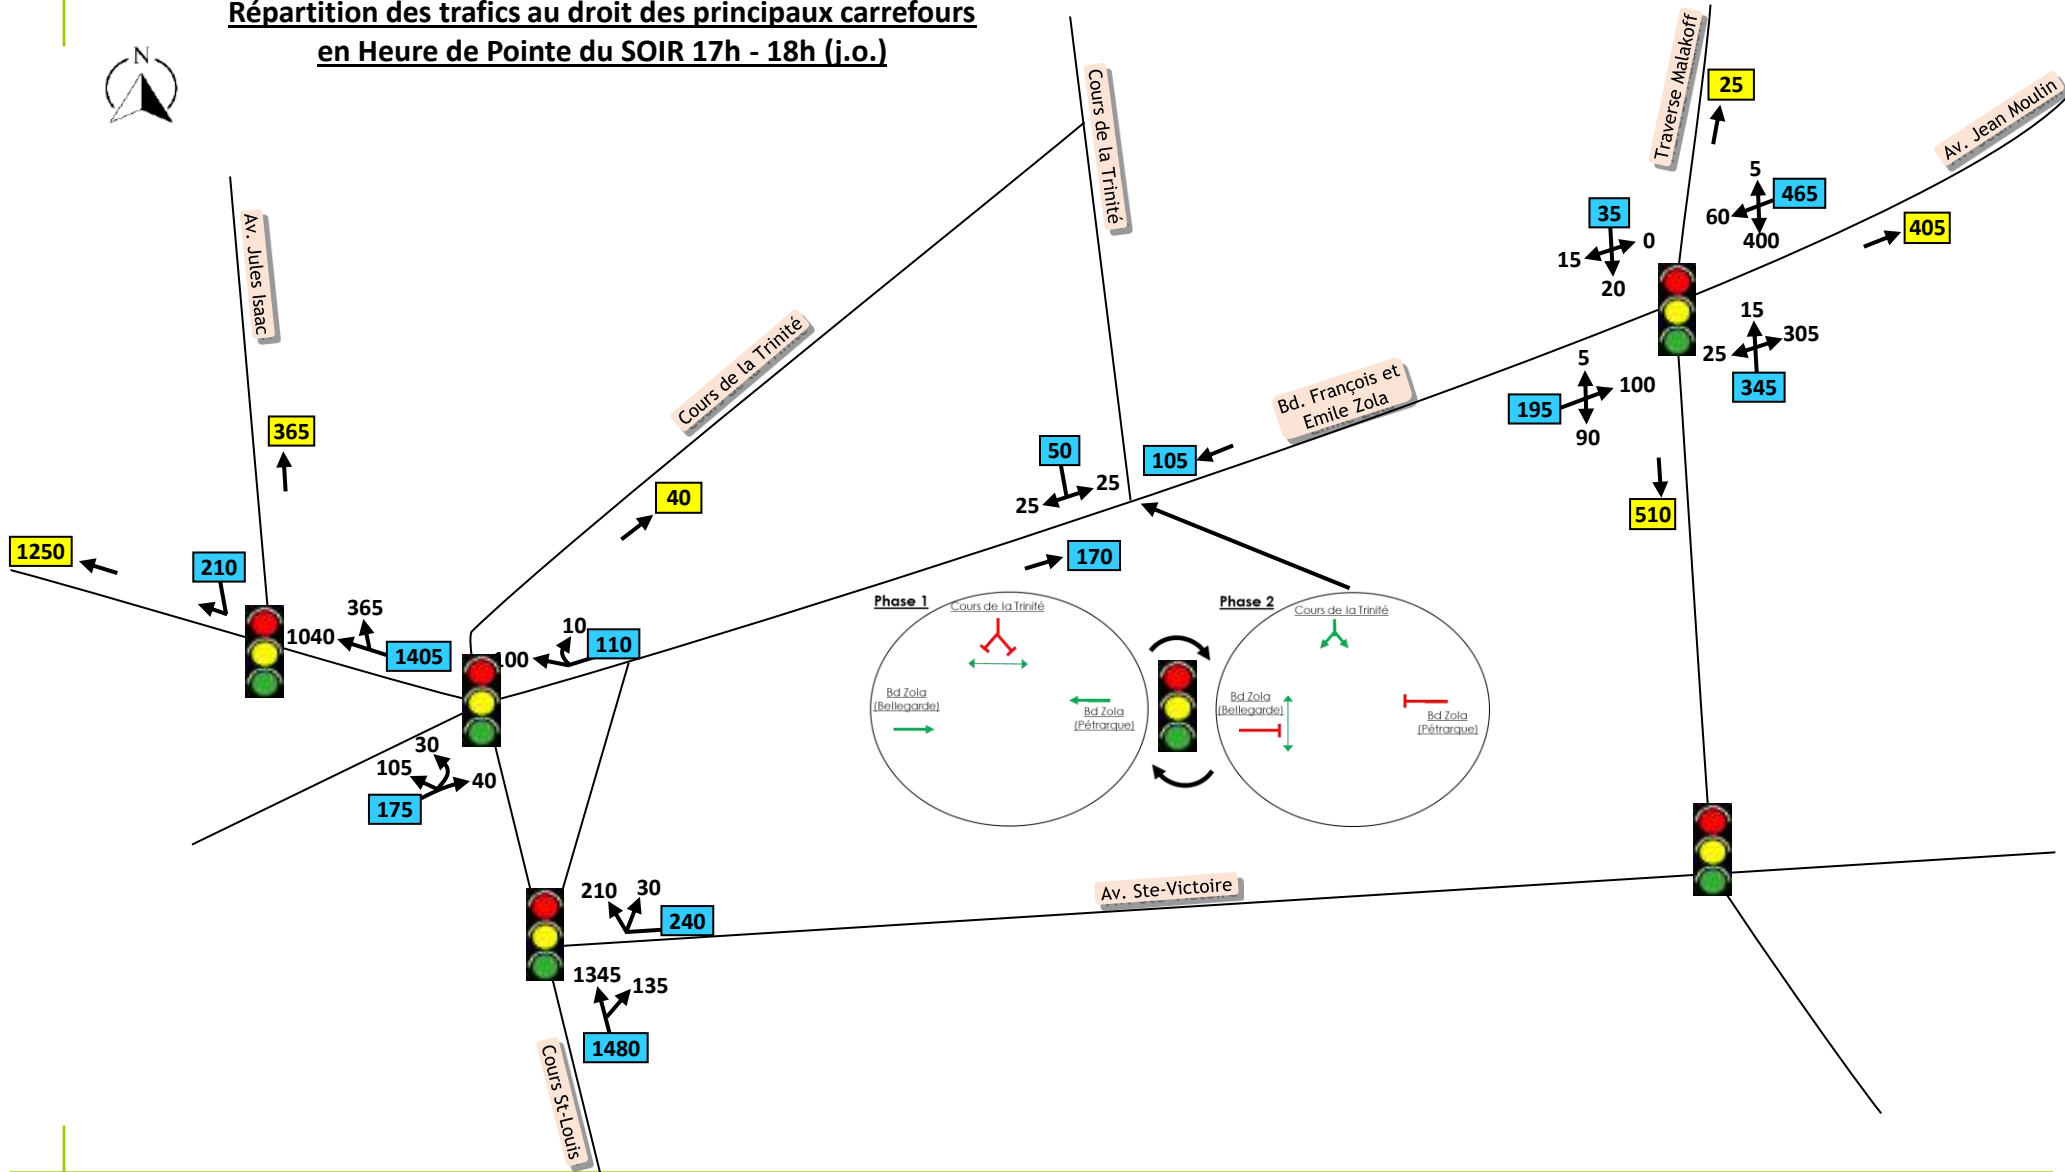 Répartition des trafics au droit des principaux carrefours
en Heure de Pointe du SOIR 17h - 18h (j.o.)
N
Av. Jules Isaac
Cours de la Trinité
Cours de la Trinité
Traverse Malakoff
Av. Jean Moulin
25
5
465
60
400
405
35
0
15
20
15
305
25
345
5
100
195
90
510
Bd. François et
Emile Zola
365
40
50
25
25
105
170
1250
210
365
1040
1405
10
110
100
30
105
40
175
Phase 1
Cours de la Trinité
Bd Zola
(Bellegarde)
Bd Zola
(Pétrarque)
Phase 2
Cours de la Trinité
Bd Zola
(Bellegarde)
Bd Zola
(Pétrarque)
210
30
240
Av. Ste-Victoire
1345
135
1480
Cours St-Louis